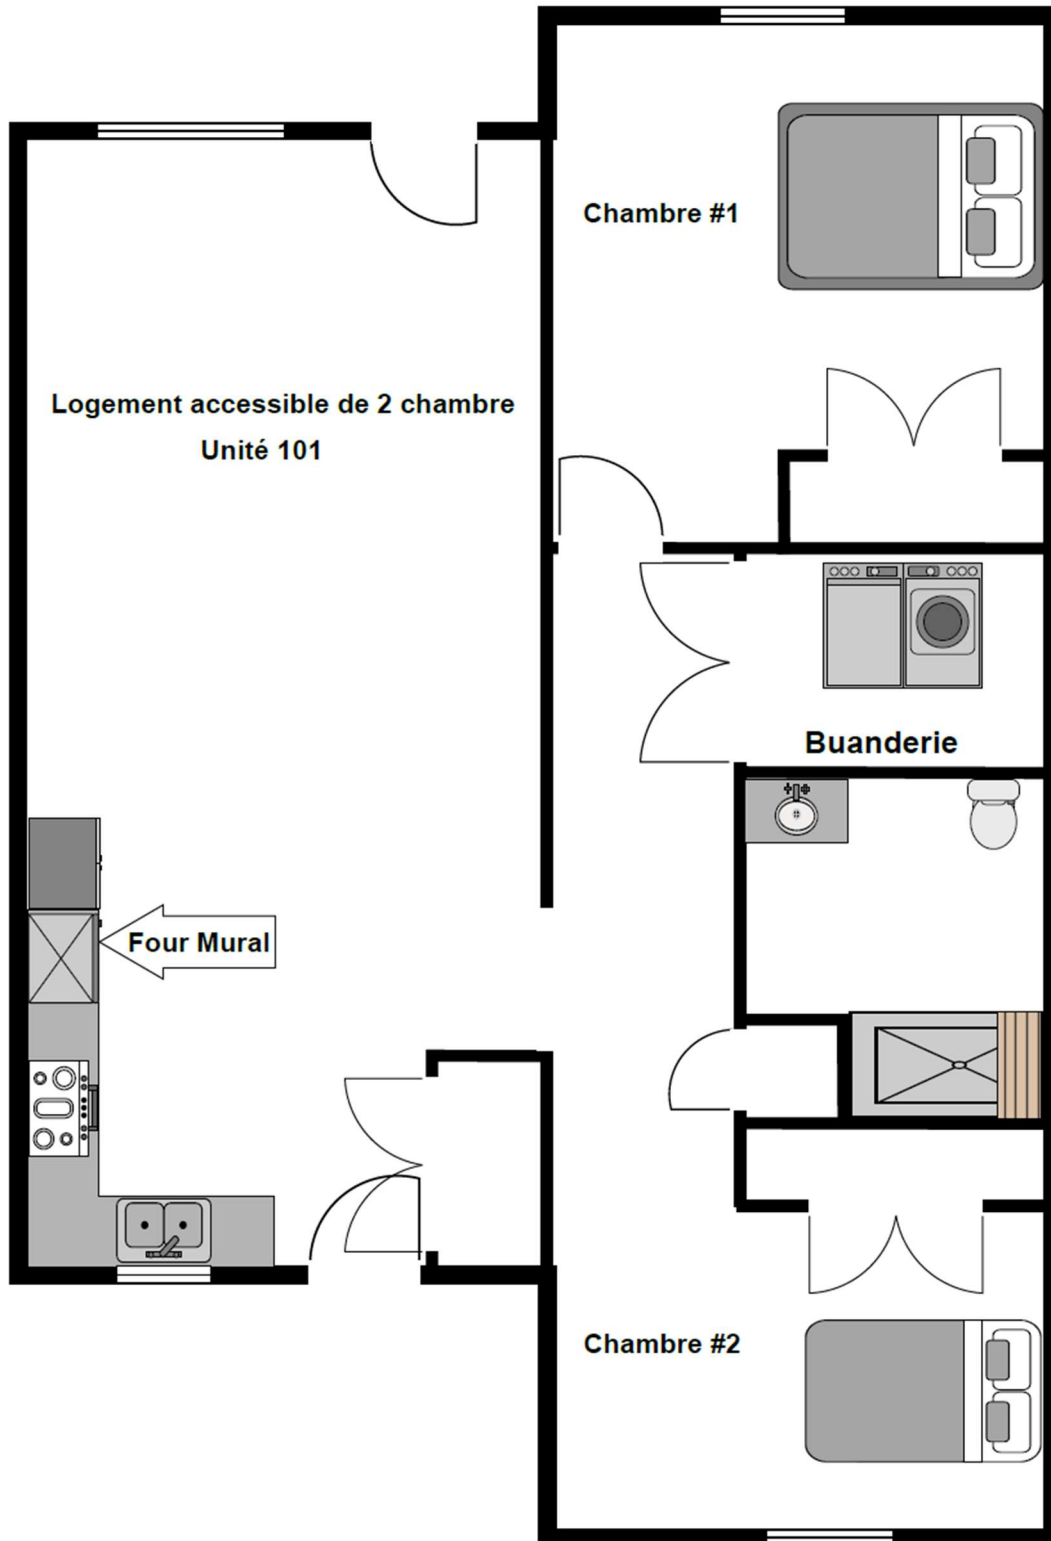 Chambre #1
Logement accessible de 2 chambre
Unité 101
Buanderie
Four Mural
Chambre #2